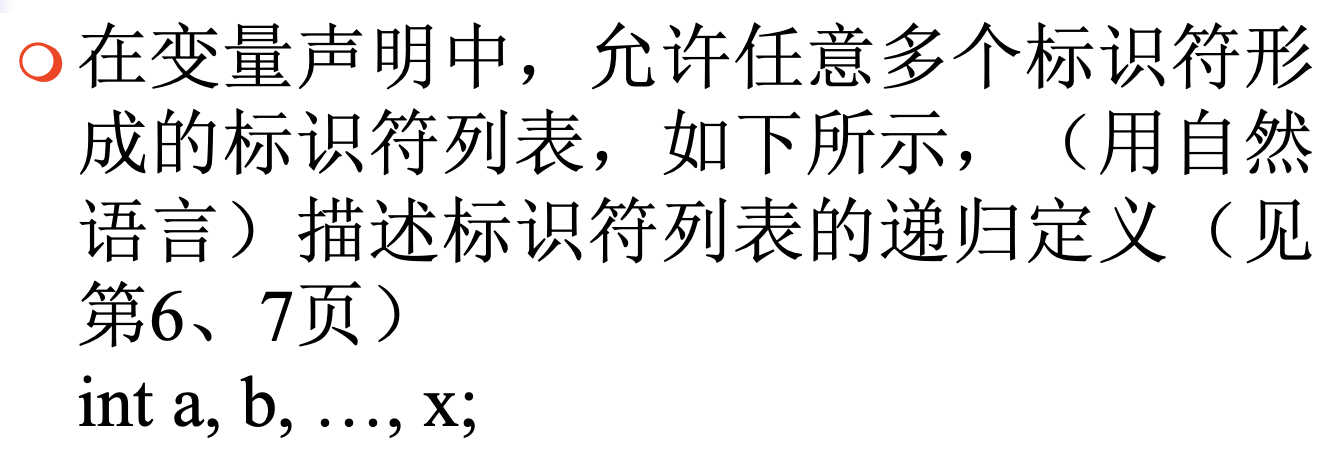 在变量声明中，允许任意多个标识符形
成的标识符列表，如下所示，（用自然
语言）描述标识符列表的递归定义（见
第6、7页）
int a, b, …, x;